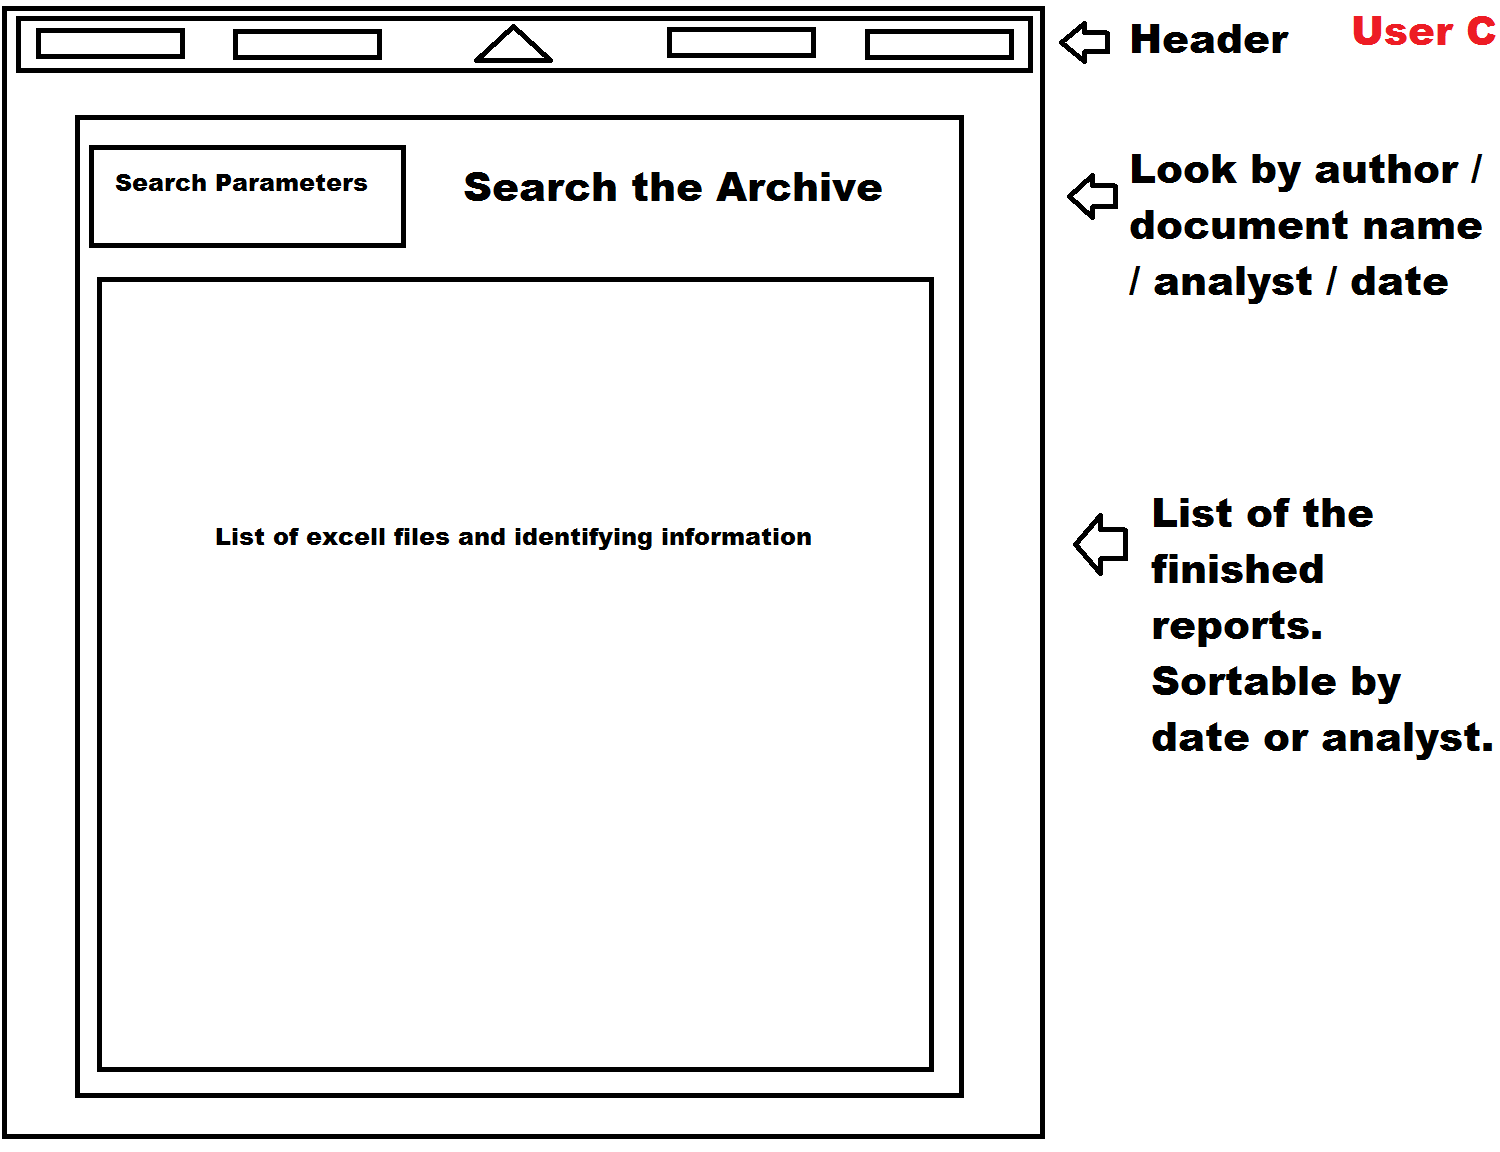 Header
User C
Search Parameters
Search the Archive
Look by author /
document name
/ analyst / date
List of excell files and identifying information
List of the
finished
reports.
Sortable by
date or analyst.